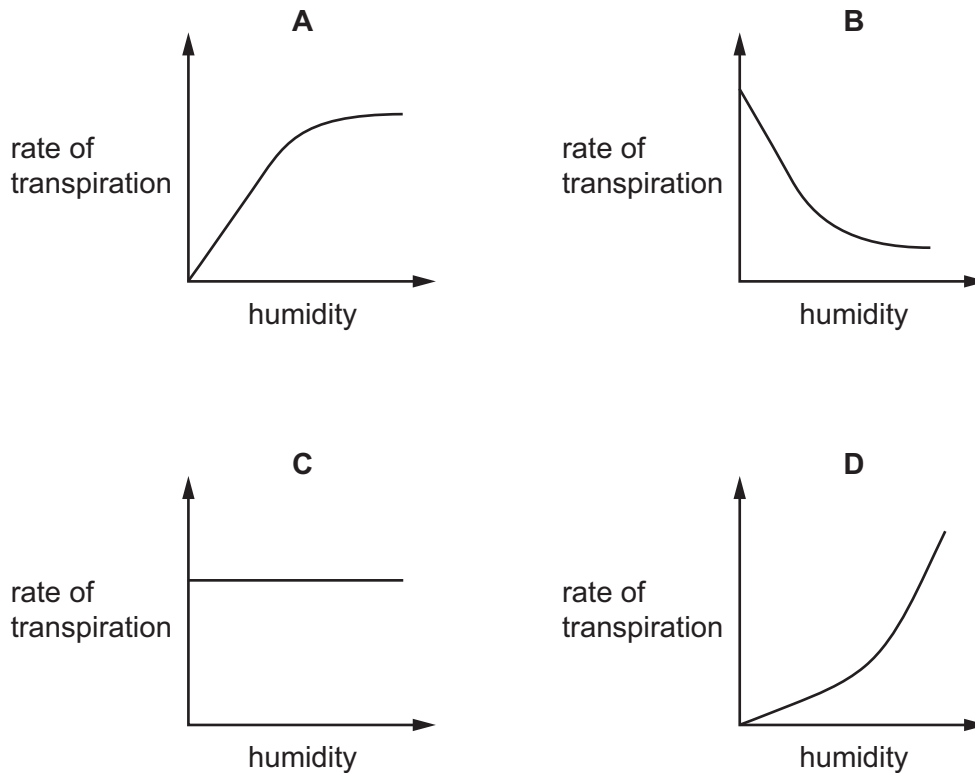 A
rate of
transpiration
humidity
B
rate of
transpiration
humidity
C
rate of
transpiration
humidity
D
rate of
transpiration
humidity